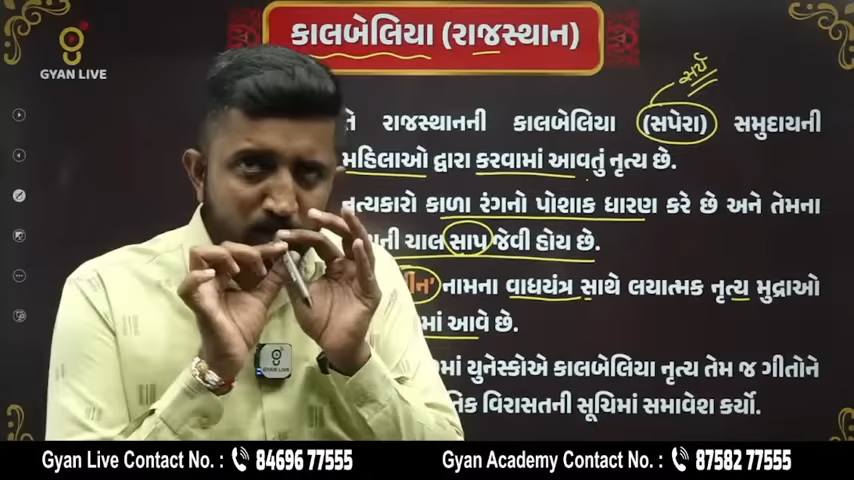 કાલબેલિયા (રાજસ્થાન)
GYAN LIVE
સર્પ
રાજસ્થાનની કાલબેલિયા (સપેરા) સમુદાયની
મહિલાઓ દ્વારા કરવામાં આવતું નૃત્ય છે.
નૃત્યકારો કાળા રંગનો પોશાક ધારણ કરે છે અને તેમના
ચાલ સાપ જેવી હોય છે.
નામના વાધયંત્ર સાથે લયાત્મક નૃત્ય મુદ્રાઓ
આવે છે.
યુનેસ્કોએ કાલબેલિયા નૃત્ય તેમ જ ગીતોને
વિરાસતની સૂચિમાં સમાવેશ કર્યો.
GYAN LIVE
Gyan Live Contact No. : 84696 77555
Gyan Academy Contact No. : 87582 77555